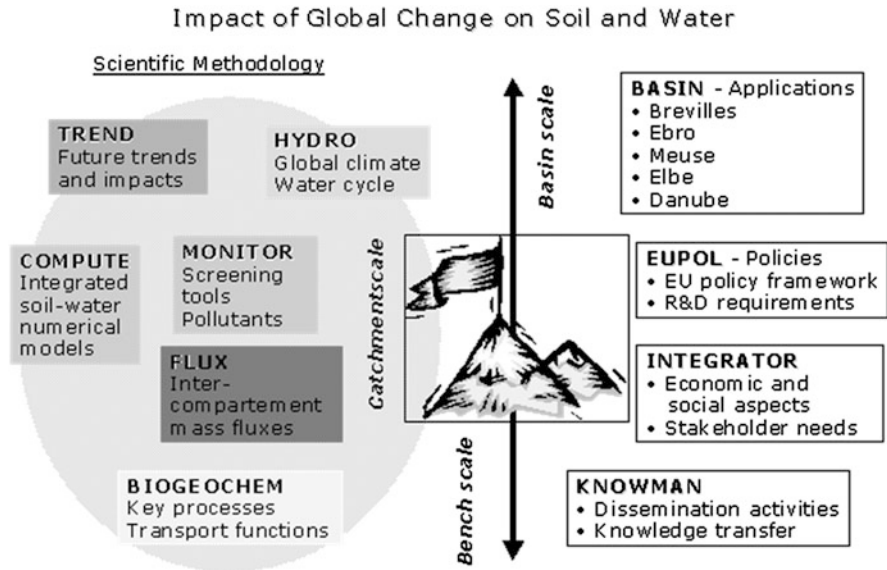 Impact of Global Change on Soil and Water
Scientific Methodology
TREND
Future trends
and impacts
HYDRO
Global climate
Water cycle
COMPUTE
Integrated
soil-water
numerical
models
MONITOR
Screening
tools
Pollutants
FLUX
Inter-
compartement
mass fluxes
BIOGEOCHEM
Key processes
Transport functions
Basin scale
Catchmentscale
Bench scale
BASIN - Applications
• Brevilles
• Ebro
• Meuse
• Elbe
• Danube
EUPOL - Policies
• EU policy framework
• R&D requirements
INTEGRATOR
• Economic and
social aspects
• Stakeholder needs
KNOWMAN
• Dissemination activities
• Knowledge transfer